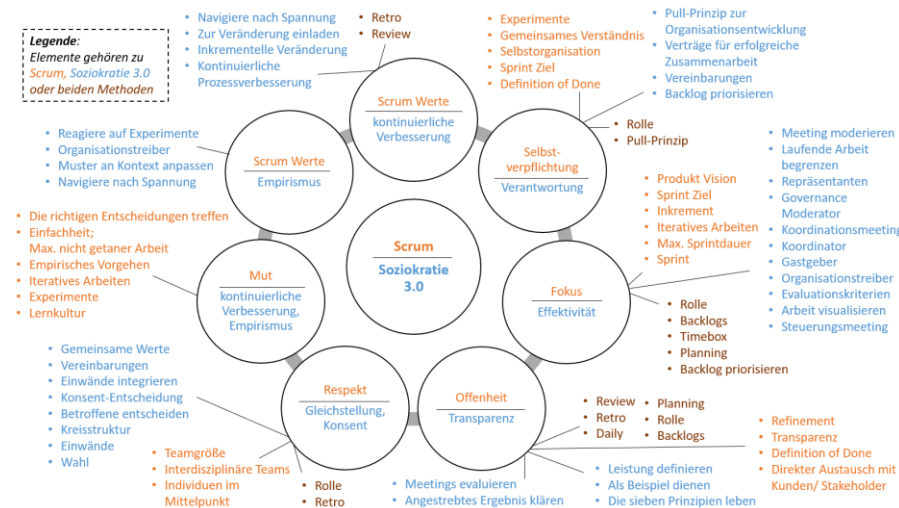 Legende:
Elemente gehören zu
Scrum, Soziokratie 3.0
oder beiden Methoden
• Navigiere nach Spannung
• Zur Veränderung einladen
• Inkrementelle Veränderung
• Kontinuierliche
Prozessverbesserung
• Retro
• Review
Scrum Werte
kontinuierliche
Verbesserung
• Experimente
• Gemeinsames Verständnis
• Selbstorganisation
• Sprint Ziel
• Definition of Done
• Pull-Prinzip zur
Organisationsentwicklung
• Verträge für erfolgreiche
Zusammenarbeit
• Vereinbarungen
• Backlog priorisieren
• Rolle
• Pull-Prinzip
Selbst-
verpflichtung
Verantwortung
• Reagiere auf Experimente
• Organisationstreiber
• Muster an Kontext anpassen
• Navigiere nach Spannung
Scrum Werte
Empirismus
• Produkt Vision
• Sprint Ziel
• Inkrement
• Iteratives Arbeiten
• Max. Sprintdauer
• Sprint
• Meeting moderieren
• Laufende Arbeit
begrenzen
• Repräsentanten
• Governance
Moderator
• Koordinationsmeeting
• Koordinator
• Gastgeber
• Organisationstreiber
• Evaluationskriterien
• Arbeit visualisieren
• Steuerungsmeeting
• Rolle
• Backlogs
• Timebox
• Planning
• Backlog priorisieren
Fokus
Effektivität
Scrum
Soziokratie
3.0
• Die richtigen Entscheidungen treffen
• Einfachheit;
Max. nicht getaner Arbeit
• Empirisches Vorgehen
• Iteratives Arbeiten
• Experimente
• Lernkultur
Mut
kontinuierliche
Verbesserung,
Empirismus
• Gemeinsame Werte
• Vereinbarungen
• Einwände integrieren
• Konsent-Entscheidung
• Betroffene entscheiden
• Kreisstruktur
• Einwände
• Wahl
Respekt
Gleichstellung,
Konsent
• Teamgröße
• Interdisziplinäre Teams
• Individuen im
Mittelpunkt
• Rolle
• Retro
Offenheit
Transparenz
• Review
• Retro
• Daily
• Planning
• Rolle
• Backlogs
• Refinement
• Transparenz
• Definition of Done
• Direkter Austausch mit
Kunden/ Stakeholder
• Meetings evaluieren
• Angestrebtes Ergebnis klären
• Leistung definieren
• Als Beispiel dienen
• Die sieben Prinzipien leben